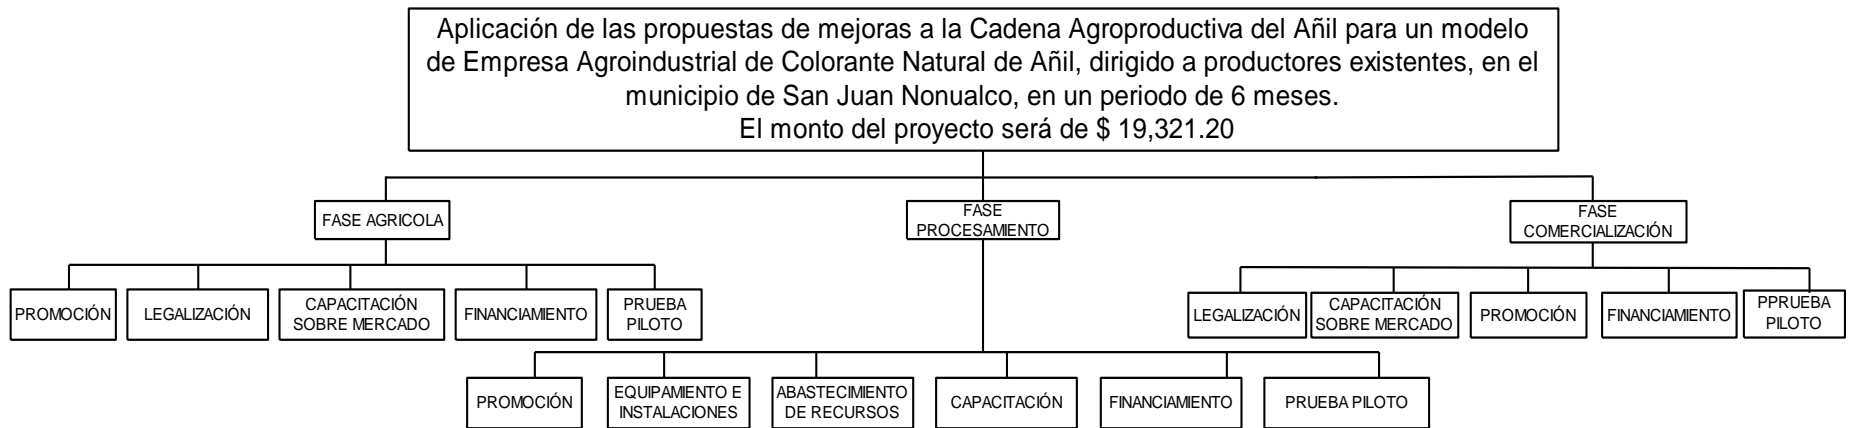 Aplicación de las propuestas de mejoras a la Cadena Agroproductiva del Añil para un modelo
de Empresa Agroindustrial de Colorante Natural de Añil, dirigido a productores existentes, en el
municipio de San Juan Nonualco, en un periodo de 6 meses.
El monto del proyecto será de $ 19,321.20
FASE AGRICOLA
FASE
PROCESAMIENTO
FASE
COMERCIALIZACIÓN
PROMOCIÓN
LEGALIZACIÓN
CAPACITACIÓN
SOBRE MERCADO
FINANCIAMIENTO
PRUEBA
PILOTO
LEGALIZACIÓN
CAPACITACIÓN
SOBRE MERCADO
PROMOCIÓN
FINANCIAMIENTO
PPRUEBA
PILOTO
PROMOCIÓN
EQUIPAMIENTO E
INSTALACIONES
ABASTECIMIENTO
DE RECURSOS
CAPACITACIÓN
FINANCIAMIENTO
PRUEBA PILOTO